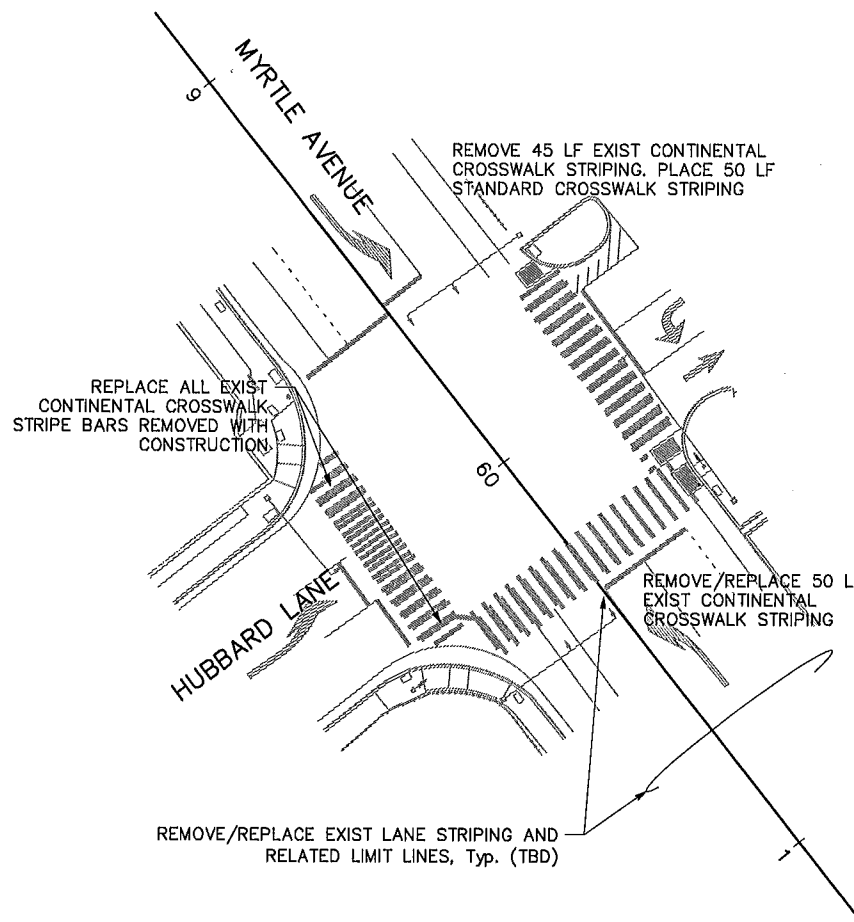 MYRTLE AVENUE
9
REMOVE 45 LF EXIST CONTINENTAL
CROSSWALK STRIPING. PLACE 50 LF
STANDARD CROSSWALK STRIPING
REPLACE ALL EXIST
CONTINENTAL CROSSWALK
STRIPE BARS REMOVED WITH
CONSTRUCTION
60
HUBBARD LANE
REMOVE/REPLACE 50 L
EXIST CONTINENTAL
CROSSWALK STRIPING
REMOVE/REPLACE EXIST LANE STRIPING AND
RELATED LIMIT LINES, Typ. (TBD)
1